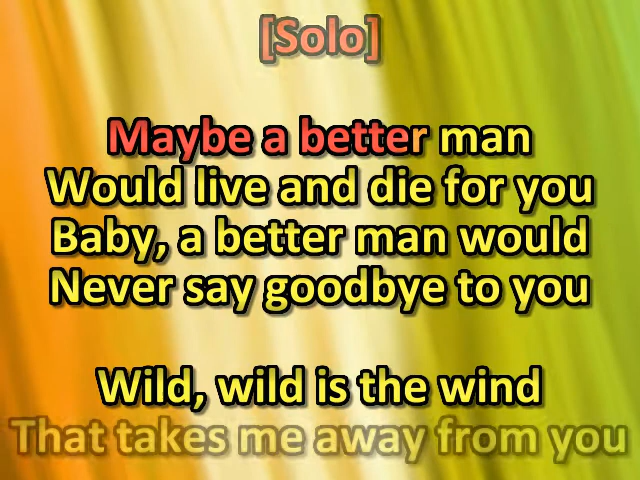 [Solo]
Maybe a better man
Would live and die for you
Baby, a better man would
Never say goodbye to you
Wild, wild is the wind
That takes me away from you